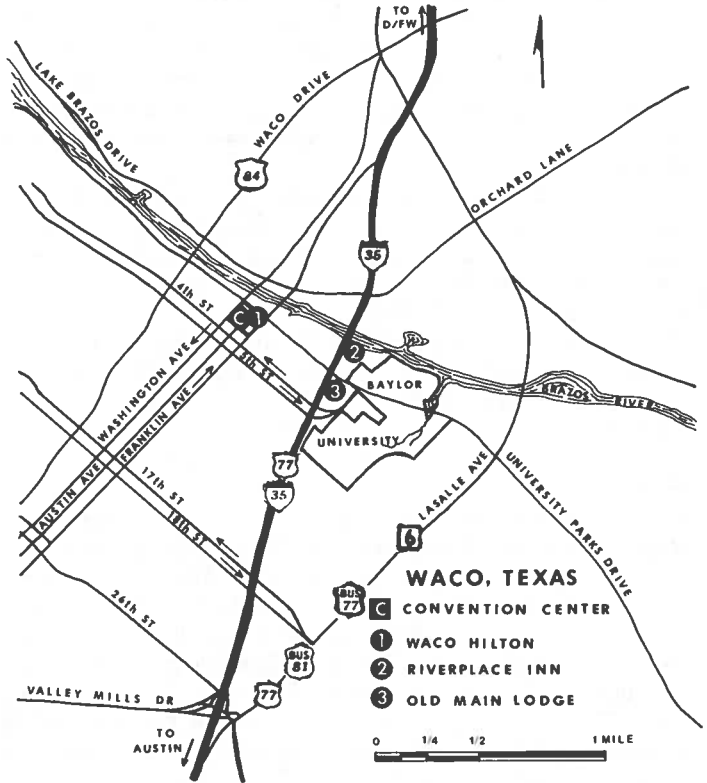 TO
D/FW
LAKE BRAZOS DRIVE
WACO DRIVE
84
ORCHARD LANE
35
4th ST
5th ST
C
1
2
3
BAYLOR
UNIVERSITY
BRAZOS RIVER
WASHINGTON AVE
AUSTIN AVE
FRANKLIN AVE
77
35
17th ST
18th ST
26th ST
LASALLE AVE
6
UNIVERSITY PARKS DRIVE
BUS
77
BUS
81
77
VALLEY MILLS DR
TO
AUSTIN
WACO, TEXAS
C CONVENTION CENTER
1 WACO HILTON
2 RIVERPLACE INN
3 OLD MAIN LODGE
0 1/4 1/2 1 MILE